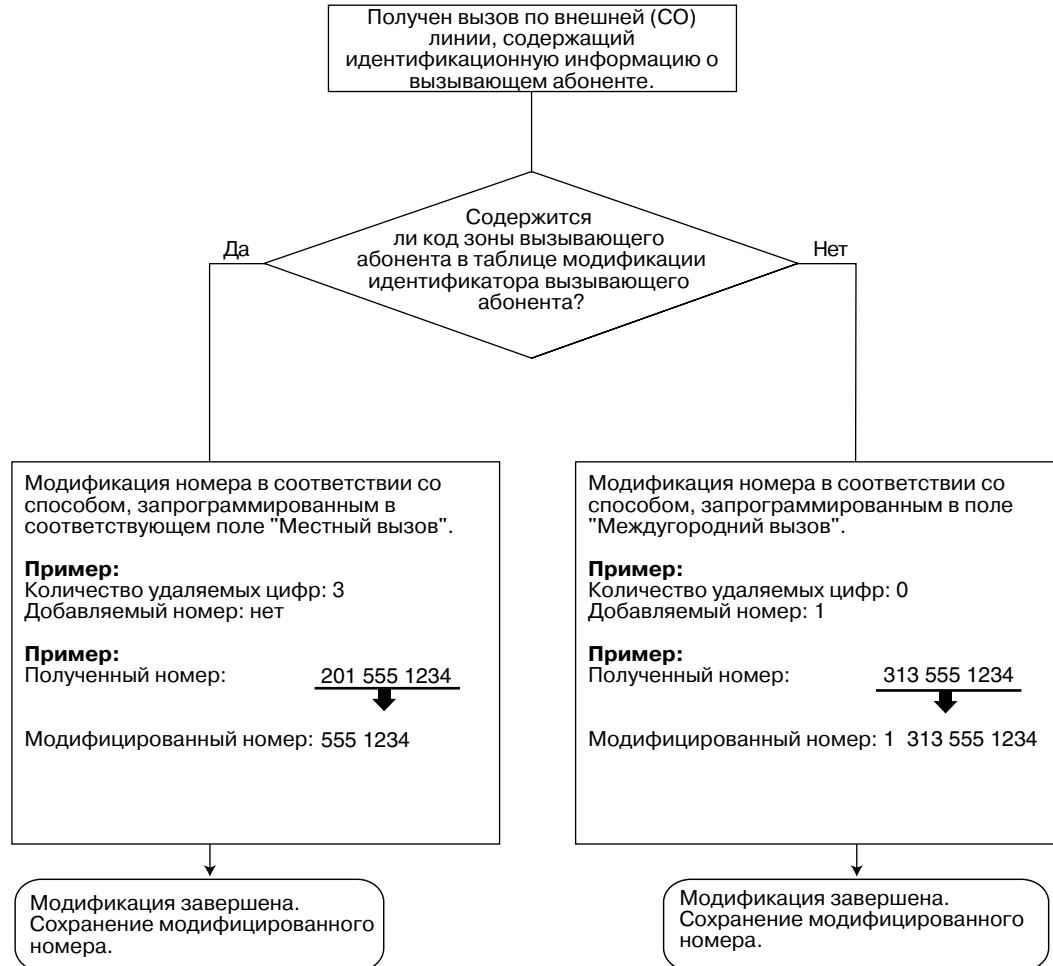 Получен вызов по внешней (CO)
линии, содержащий
идентификационную информацию о
вызывающем абоненте.
Содержится
ли код зоны вызывающего
абонента в таблице модификации
идентификатора вызывающего
абонента?
Да
Нет
Модификация номера в соответствии со
способом, запрограммированным в
соответствующем поле "Местный вызов".
Пример:
Количество удаляемых цифр: 3
Добавляемый номер: нет
Пример:
Полученный номер: 201 555 1234
Модифицированный номер: 555 1234
Модификация завершена.
Сохранение модифицированного
номера.
Модификация номера в соответствии со
способом, запрограммированным в поле
"Междугородний вызов".
Пример:
Количество удаляемых цифр: 0
Добавляемый номер: 1
Пример:
Полученный номер: 313 555 1234
Модифицированный номер: 1 313 555 1234
Модификация завершена.
Сохранение модифицированного
номера.